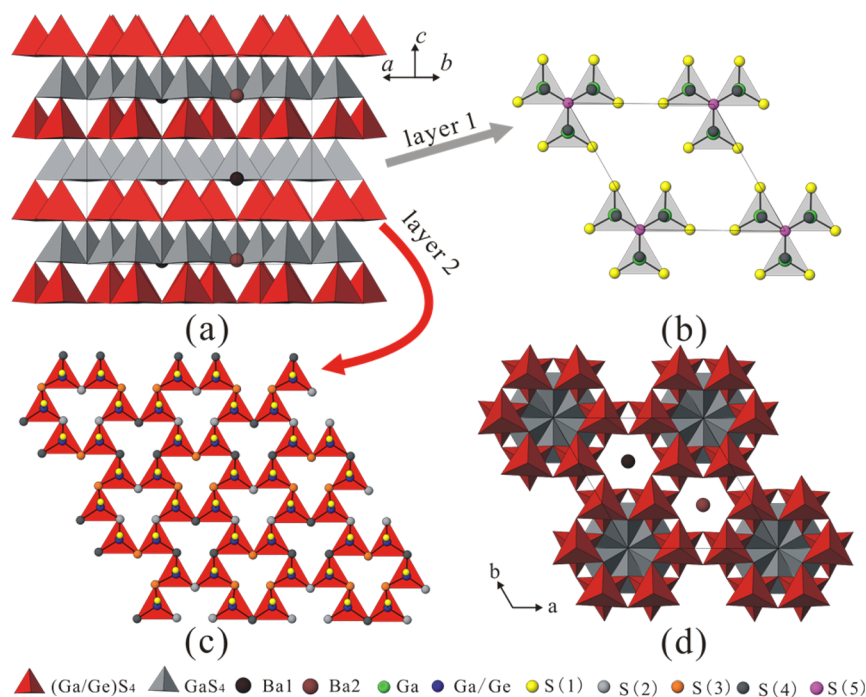 c
a b
layer 1
layer 2
(a)
(b)
b
a
(c)
(d)
(Ga/Ge)S₄ GaS₄ Ba1 Ba2 Ga Ga/Ge S(1) S(2) S(3) S(4) S(5